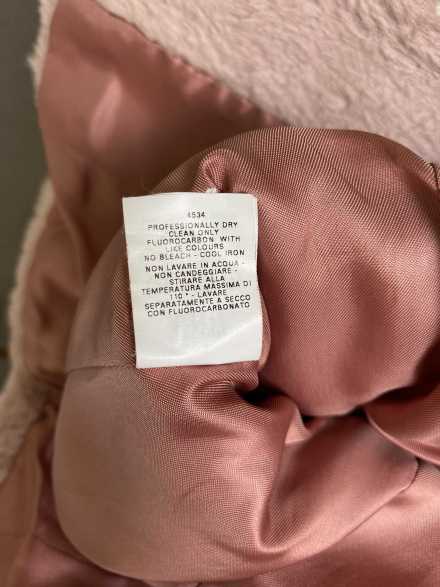 4534
PROFESSIONALLY DRY
CLEAN ONLY
FLUOROCARBON WITH
LIKE COLOURS
NO BLEACH - COOL IRON
NON LAVARE IN ACQUA -
NON CANDEGGIARE -
STIRARE ALLA
TEMPERATURA MASSIMA DI
110 ° - LAVARE
SEPARATAMENTE A SECCO
CON FLUOROCARBONATO